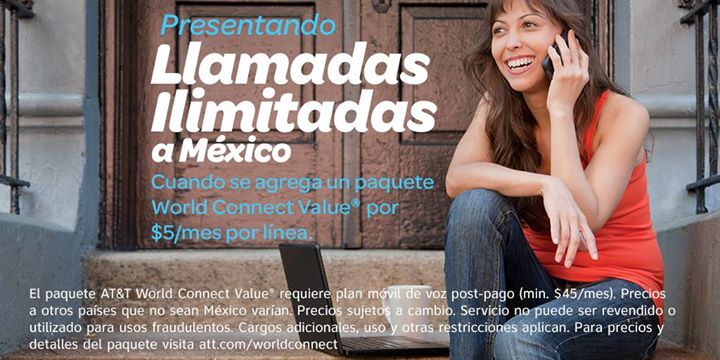 Presentando
Llamadas
Ilimitadas
a México
Cuando se agrega un paquete
World Connect Value® por
$5/mes por línea.
El paquete AT&T World Connect Value® requiere plan móvil de voz post-pago (min. $45/mes). Precios
a otros países que no sean México varían. Precios sujetos a cambio. Servicio no puede ser revendido o
utilizado para usos fraudulentos. Cargos adicionales, uso y otras restricciones aplican. Para precios y
detalles del paquete visita att.com/worldconnect